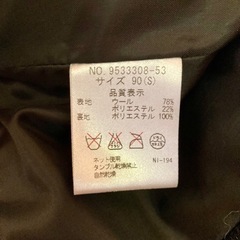 NO. 9533308-53
サイズ 90(S)
品質表示
表地 ウール 78%
ポリエステル 22%
裏地 ポリエステル 100%
ネット使用
タンブル乾燥禁止
自然乾燥
NI-194